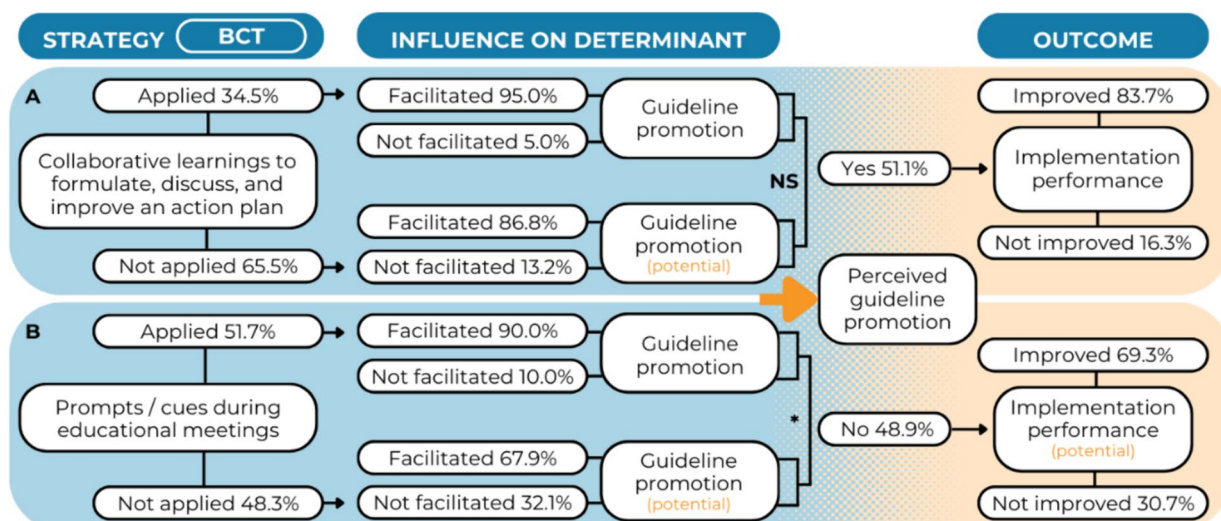 STRATEGY BCT
INFLUENCE ON DETERMINANT
OUTCOME
A
Applied 34.5%
Collaborative learnings to
formulate, discuss, and
improve an action plan
Not applied 65.5%
Facilitated 95.0%
Not facilitated 5.0%
Guideline
promotion
Facilitated 86.8%
Not facilitated 13.2%
Guideline
promotion
(potential)
NS
Yes 51.1%
Improved 83.7%
Implementation
performance
Not improved 16.3%
Perceived
guideline
promotion
B
Applied 51.7%
Prompts / cues during
educational meetings
Not applied 48.3%
Facilitated 90.0%
Not facilitated 10.0%
Guideline
promotion
Facilitated 67.9%
Not facilitated 32.1%
Guideline
promotion
(potential)
*
No 48.9%
Improved 69.3%
Implementation
performance
(potential)
Not improved 30.7%